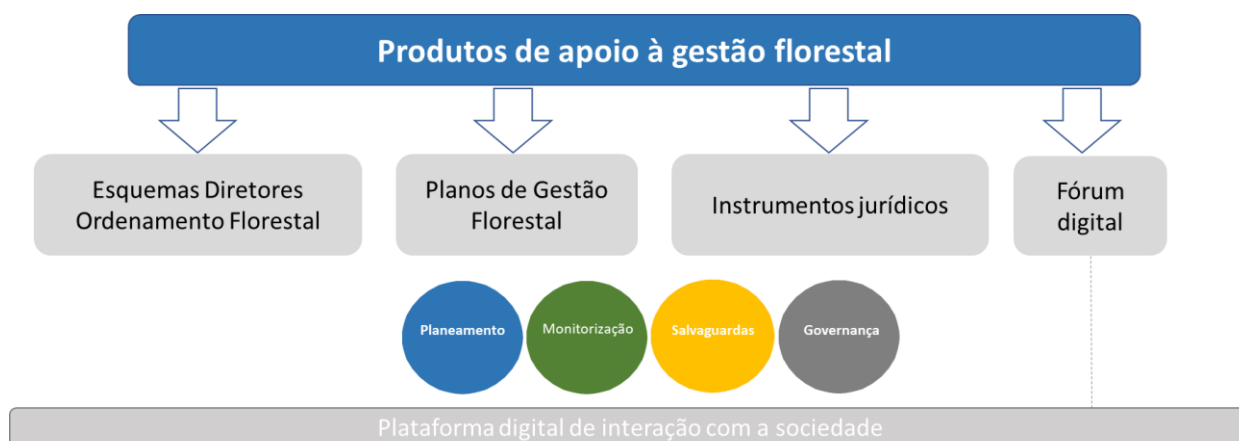 Produtos de apoio à gestão florestal
Esquemas Diretores
Ordenamento Florestal
Planos de Gestão
Florestal
Instrumentos jurídicos
Fórum
digital
Planeamento
Monitorização
Salvaguardas
Governança
Plataforma digital de interação com a sociedade